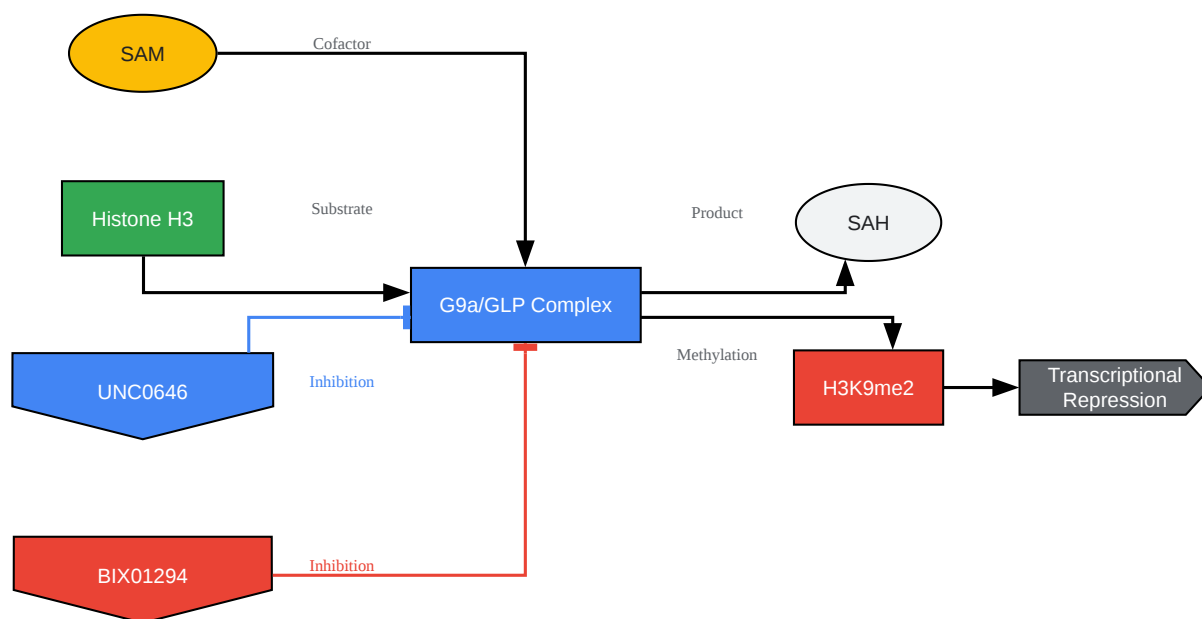 SAM
Cofactor
Histone H3
Substrate
Product
SAH
G9a/GLP Complex
Methylation
UNC0646
Inhibition
H3K9me2
Transcriptional
Repression
BIX01294
Inhibition